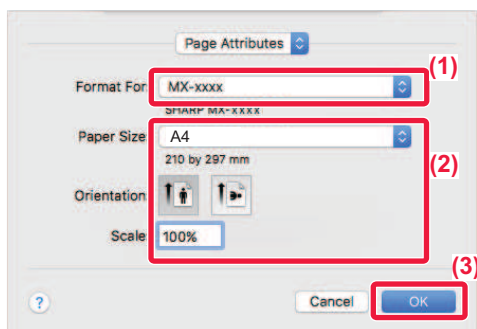 Page Attributes
(1)
Format For: MX-xxxx
SHARP MX-xxxx
Paper Size: A4
210 by 297 mm
(2)
Orientation:
Scale: 100%
(3)
? Cancel OK